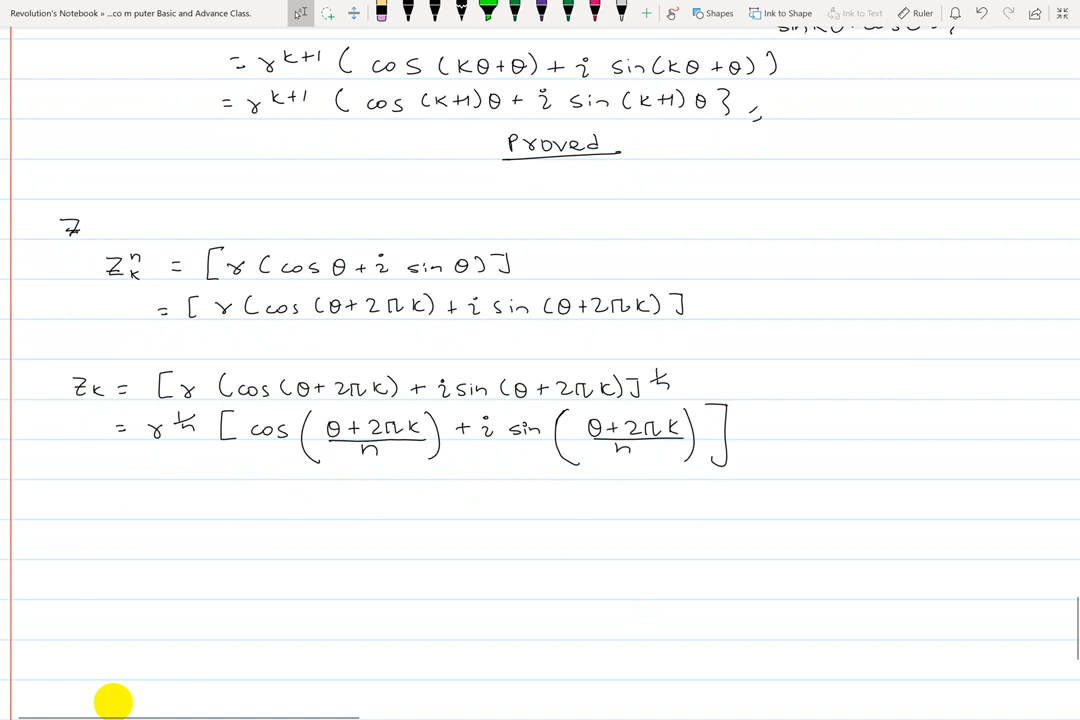 Revolution's Notebook » ...co m puter Basic and Advance Class.
Shapes
Ink to Shape
Ink to Text
Ruler
= r^{k+1} ( cos (kθ+θ) + i sin(kθ+θ) )
= r^{k+1} ( cos (k+1)θ + i sin (k+1) θ },
Proved
Z
Z_k^n = [r (cos θ + i sin θ)]
= [ r (cos (θ+2πk) + i sin (θ+2πk) ]
Z_k = [r (cos(θ+2πk) + i sin (θ+2πk)]^{1/n}
= r^{1/n} [ cos ( (θ+2πk)/n ) + i sin ( (θ+2πk)/n ) ]